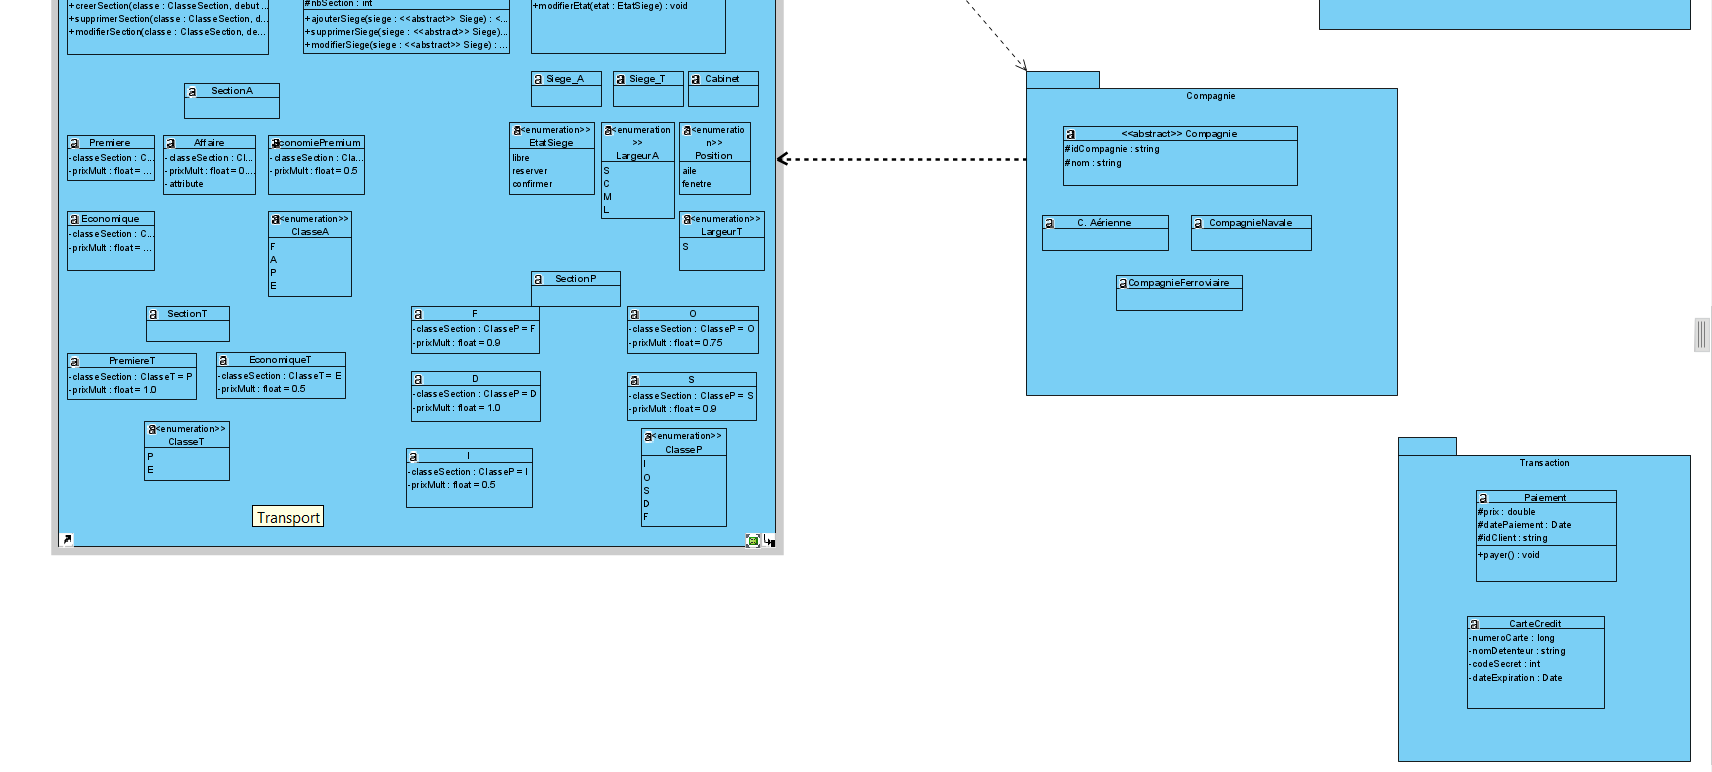 +creerSection(classe : ClasseSection, debut ...
+supprimerSection(classe : ClasseSection, d...
+modifierSection(classe : ClasseSection, de...
#nbSection : int
+ajouterSiege(siege : <<abstract>> Siege) : <...
+supprimerSiege(siege : <<abstract>> Siege)...
+modifierSiege(siege : <<abstract>> Siege) : ...
+modifierEtat(etat : EtatSiege) : void
SectionA
Siege_A
Siege_T
Cabinet
Premiere
-classeSection : C...
-prixMult : float = ...
Affaire
-classeSection : Cl...
-prixMult : float = 0....
-attribute
conomiePremium
-classeSection : Cla...
-prixMult : float = 0.5
<enumeration>>
EtatSiege
libre
reserver
confirmer
<enumeration
>>
LargeurA
S
C
M
L
<enumeratio
n>>
Position
aile
fenetre
Economique
-classeSection : C...
-prixMult : float = ...
<enumeration>>
ClasseA
F
A
P
E
<enumeration>>
LargeurT
S
SectionP
SectionT
F
-classeSection : ClasseP = F
-prixMult : float = 0.9
O
-classeSection : ClasseP = O
-prixMult : float = 0.75
PremiereT
-classeSection : ClasseT = P
-prixMult : float = 1.0
EconomiqueT
-classeSection : ClasseT = E
-prixMult : float = 0.5
D
-classeSection : ClasseP = D
-prixMult : float = 1.0
S
-classeSection : ClasseP = S
-prixMult : float = 0.9
<enumeration>>
ClasseT
P
E
I
-classeSection : ClasseP = I
-prixMult : float = 0.5
<enumeration>>
ClasseP
I
O
S
D
F
Transport
Compagnie
<<abstract>> Compagnie
#idCompagnie : string
#nom : string
C. Aérienne
CompagnieNavale
CompagnieFerroviaire
Transaction
Paiement
#prix : double
#datePaiement : Date
#idClient : string
+payer() : void
CarteCredit
-numeroCarte : long
-nomDetenteur : string
-codeSecret : int
-dateExpiration : Date